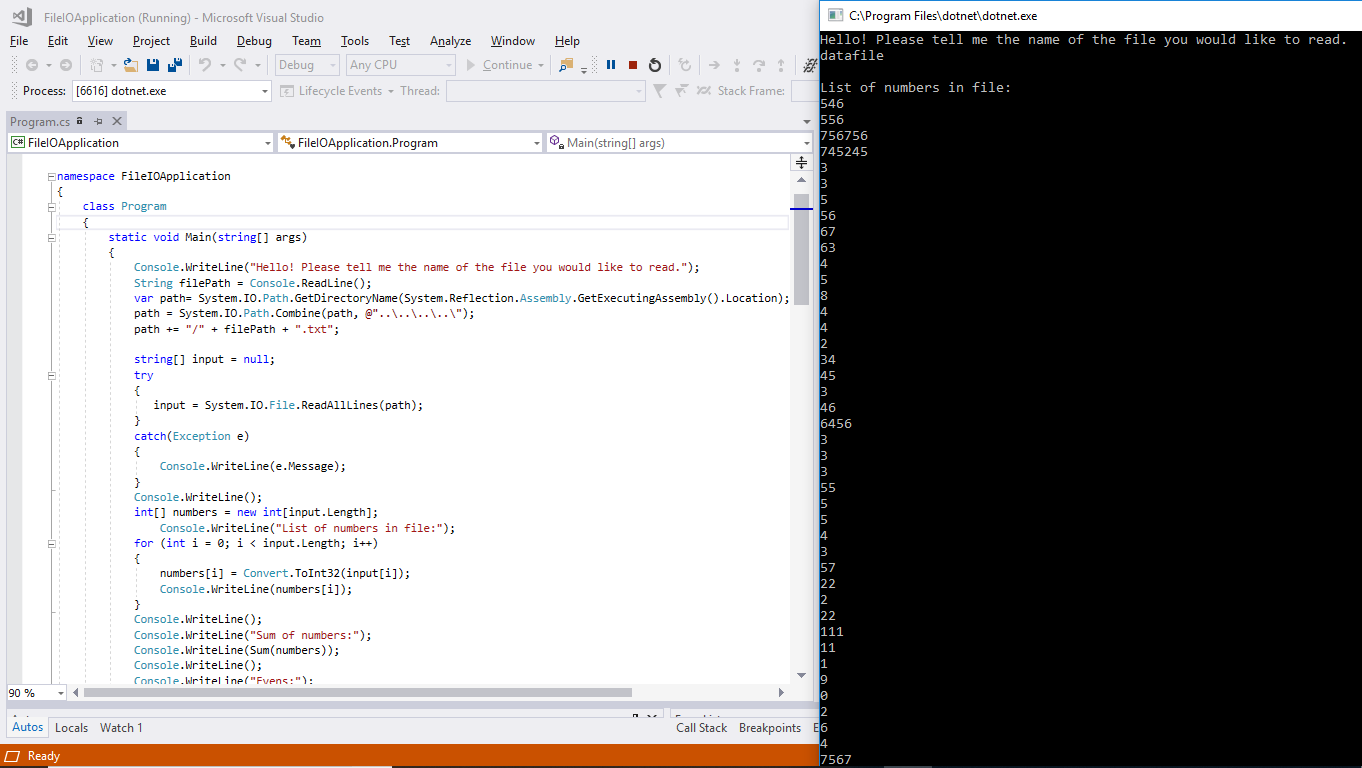 FileIOApplication (Running) - Microsoft Visual Studio
File Edit View Project Build Debug Team Tools Test Analyze Window Help
Debug Any CPU Continue
Process: [6616] dotnet.exe Lifecycle Events Thread: Stack Frame:
Program.cs
C# FileIOApplication FileIOApplication.Program Main(string[] args)
namespace FileIOApplication
{
class Program
{
static void Main(string[] args)
{
Console.WriteLine("Hello! Please tell me the name of the file you would like to read.");
String filePath = Console.ReadLine();
var path= System.IO.Path.GetDirectoryName(System.Reflection.Assembly.GetExecutingAssembly().Location);
path = System.IO.Path.Combine(path, @"..\..\..\..\");
path += "/" + filePath + ".txt";
string[] input = null;
try
{
input = System.IO.File.ReadAllLines(path);
}
catch(Exception e)
{
Console.WriteLine(e.Message);
}
Console.WriteLine();
int[] numbers = new int[input.Length];
Console.WriteLine("List of numbers in file:");
for (int i = 0; i < input.Length; i++)
{
numbers[i] = Convert.ToInt32(input[i]);
Console.WriteLine(numbers[i]);
}
Console.WriteLine();
Console.WriteLine("Sum of numbers:");
Console.WriteLine(Sum(numbers));
Console.WriteLine();
Console.WriteLine("Evens:");
90 %
Autos Locals Watch 1 Call Stack Breakpoints
Ready
C:\Program Files\dotnet\dotnet.exe
Hello! Please tell me the name of the file you would like to read.
datafile
List of numbers in file:
546
556
756756
745245
3
3
5
56
67
63
4
5
8
4
4
2
34
45
3
46
6456
3
3
3
55
5
5
4
3
57
22
2
22
111
11
1
9
0
2
6
4
7567